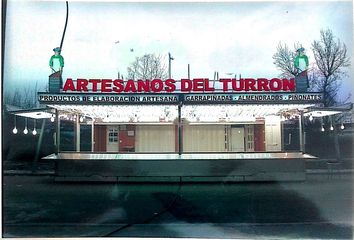 ARTESANOS DEL TURRON
PRODUCTOS DE ELABORACION ARTESANA GARRAPIÑADAS - ALMENDRADOS - PIÑONATES